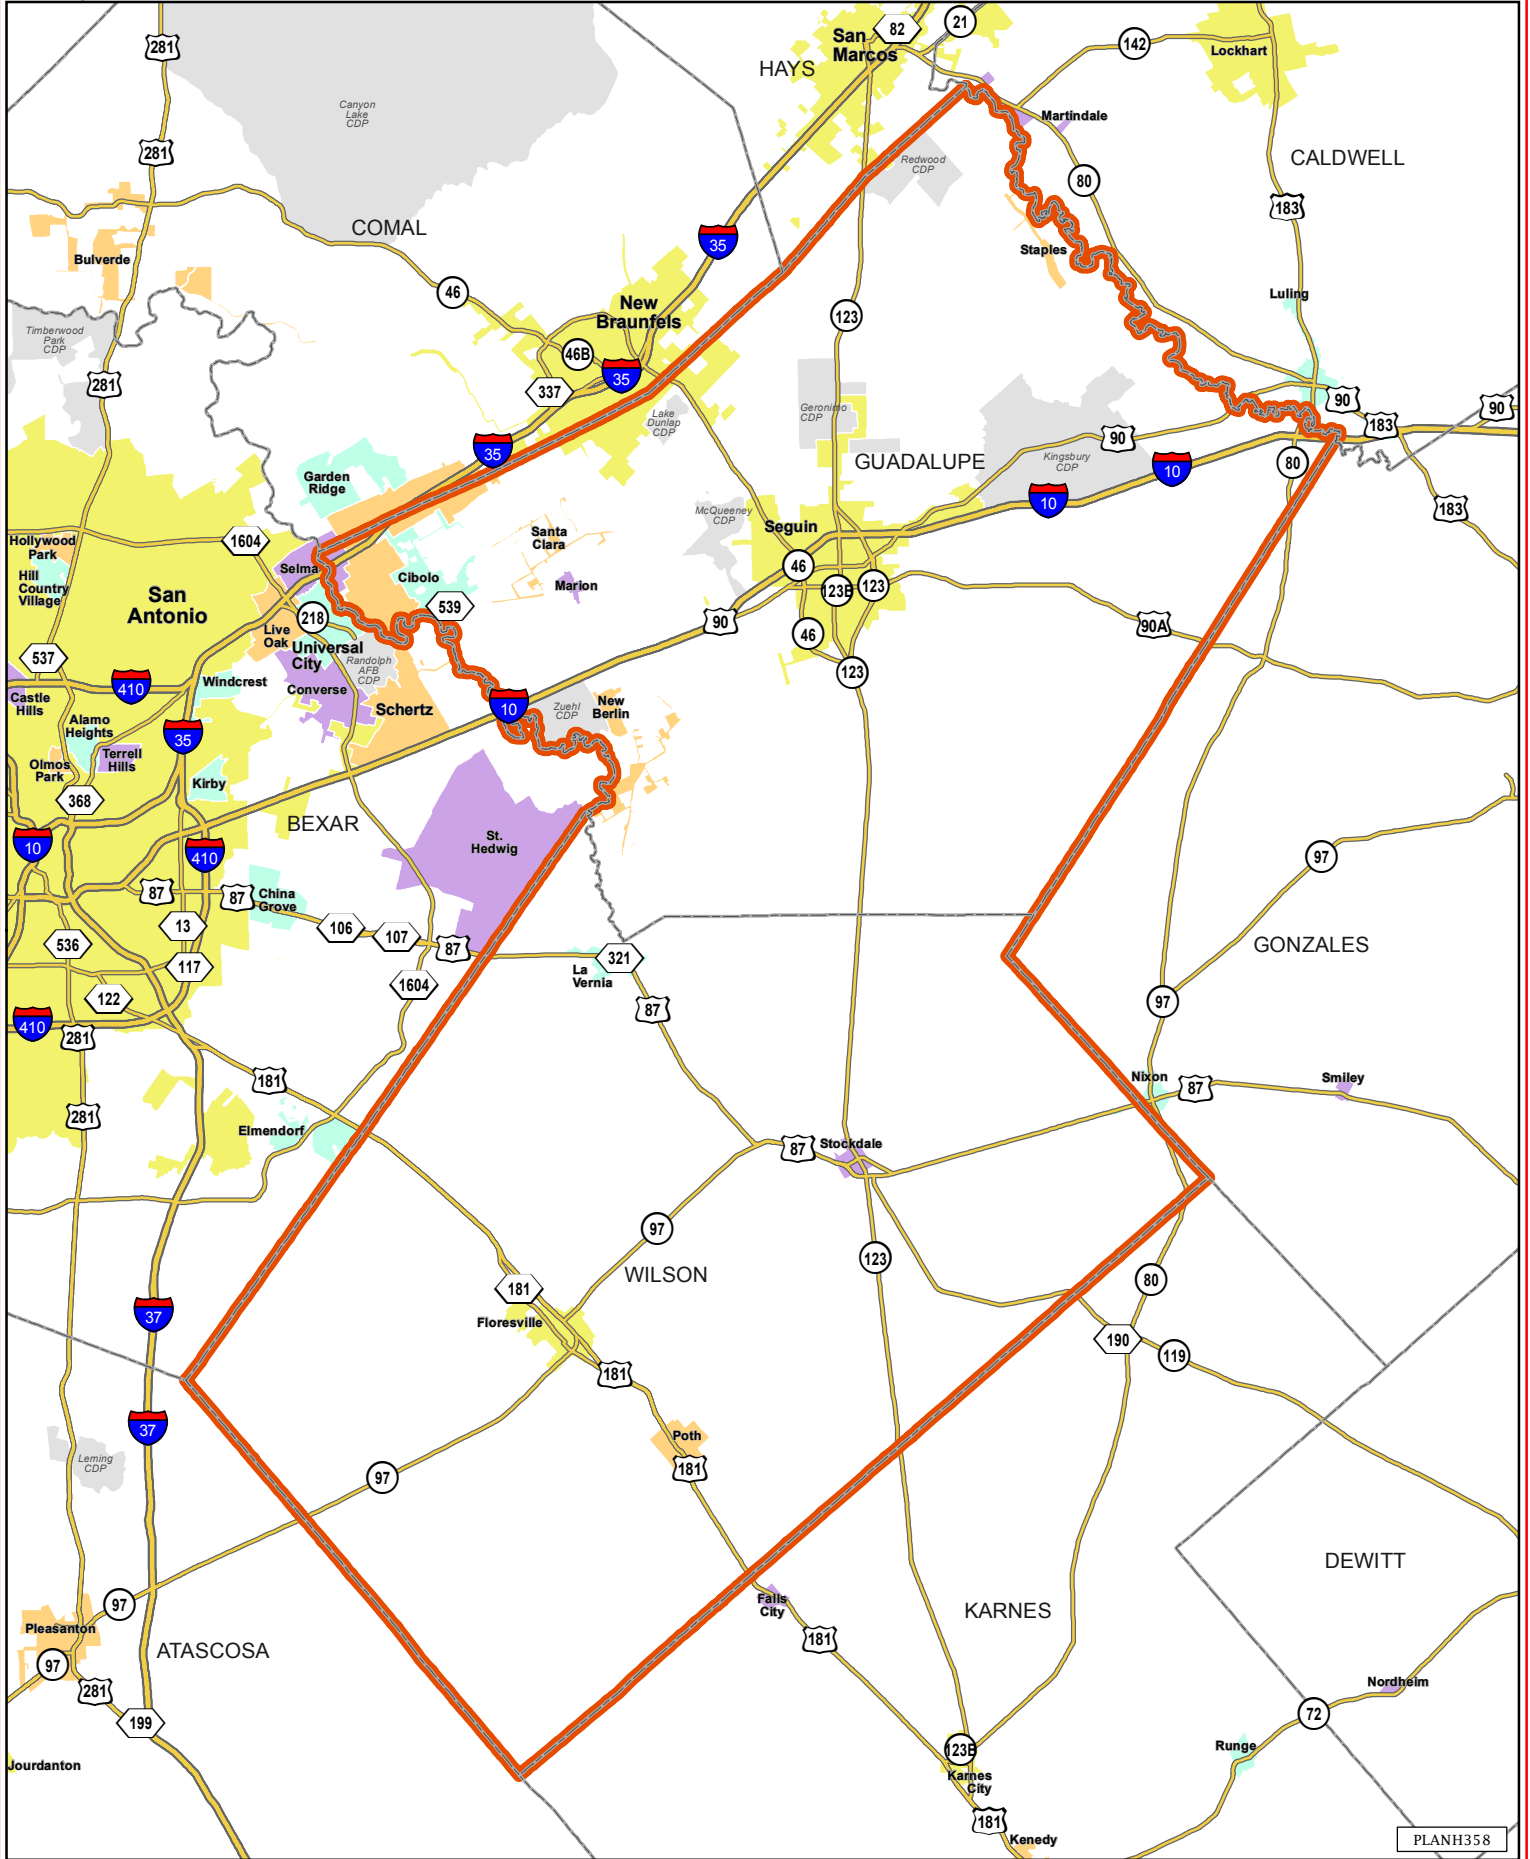 281
San
Marcos
82
21
142
Lockhart
HAYS
Canyon
Lake
CDP
281
Martindale
Redwood
CDP
CALDWELL
80
183
COMAL
Bulverde
35
Staples
46
New
Braunfels
Luling
Timberwood
Park
CDP
123
46B
35
281
337
90
90
Lake
Dunlap
CDP
Geronimo
CDP
183
90
35
GUADALUPE
Kingsbury
CDP
10
80
Garden
Ridge
10
183
McQueeney
CDP
Seguin
Santa
Clara
Hollywood
Park
1604
Selma
46
Hill
Country
Village
San
Antonio
Cibolo
Marion
123B
123
539
218
90
90A
Live
Oak
46
Universal
City
537
Randolph
AFB
CDP
123
410
Windcrest
Converse
Castle
Hills
Schertz
10
Zuehl
CDP
New
Berlin
Alamo
Heights
35
Terrell
Hills
Olmos
Park
Kirby
368
BEXAR
St.
Hedwig
10
410
97
87
87
China
Grove
106
107
13
87
536
GONZALES
321
117
La
Vernia
1604
122
87
97
410
281
181
Nixon
87
Smiley
281
Elmendorf
87
Stockdale
97
123
WILSON
181
80
37
Floresville
190
119
181
37
Poth
Leming
CDP
181
97
DEWITT
97
Falls
City
KARNES
Pleasanton
181
ATASCOSA
97
281
Nordheim
199
72
Runge
123B
Jourdanton
Karnes
City
181
Kenedy
PLANH358